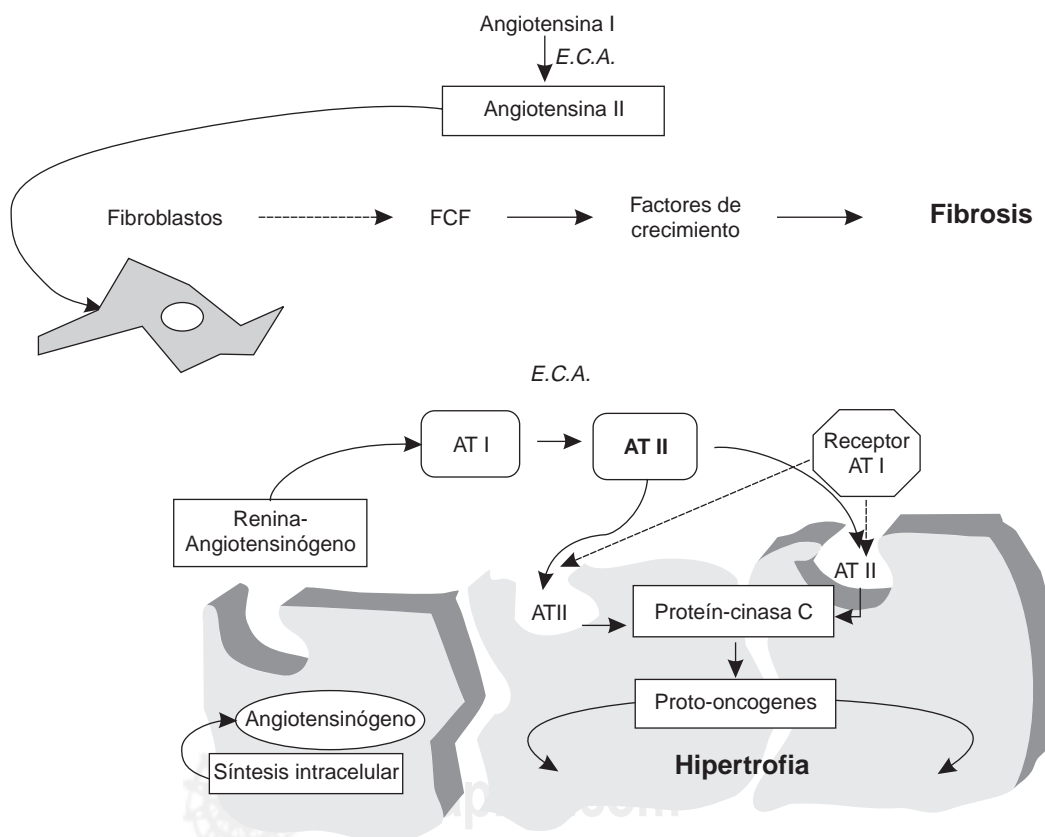 Angiotensina I
E.C.A.
Angiotensina II
Fibroblastos
FCF
Factores de
crecimiento
Fibrosis
E.C.A.
AT I
AT II
Receptor
AT I
Renina-
Angiotensinógeno
AT II
ATII
Proteín-cinasa C
Angiotensinógeno
Proto-oncogenes
Síntesis intracelular
Hipertrofia